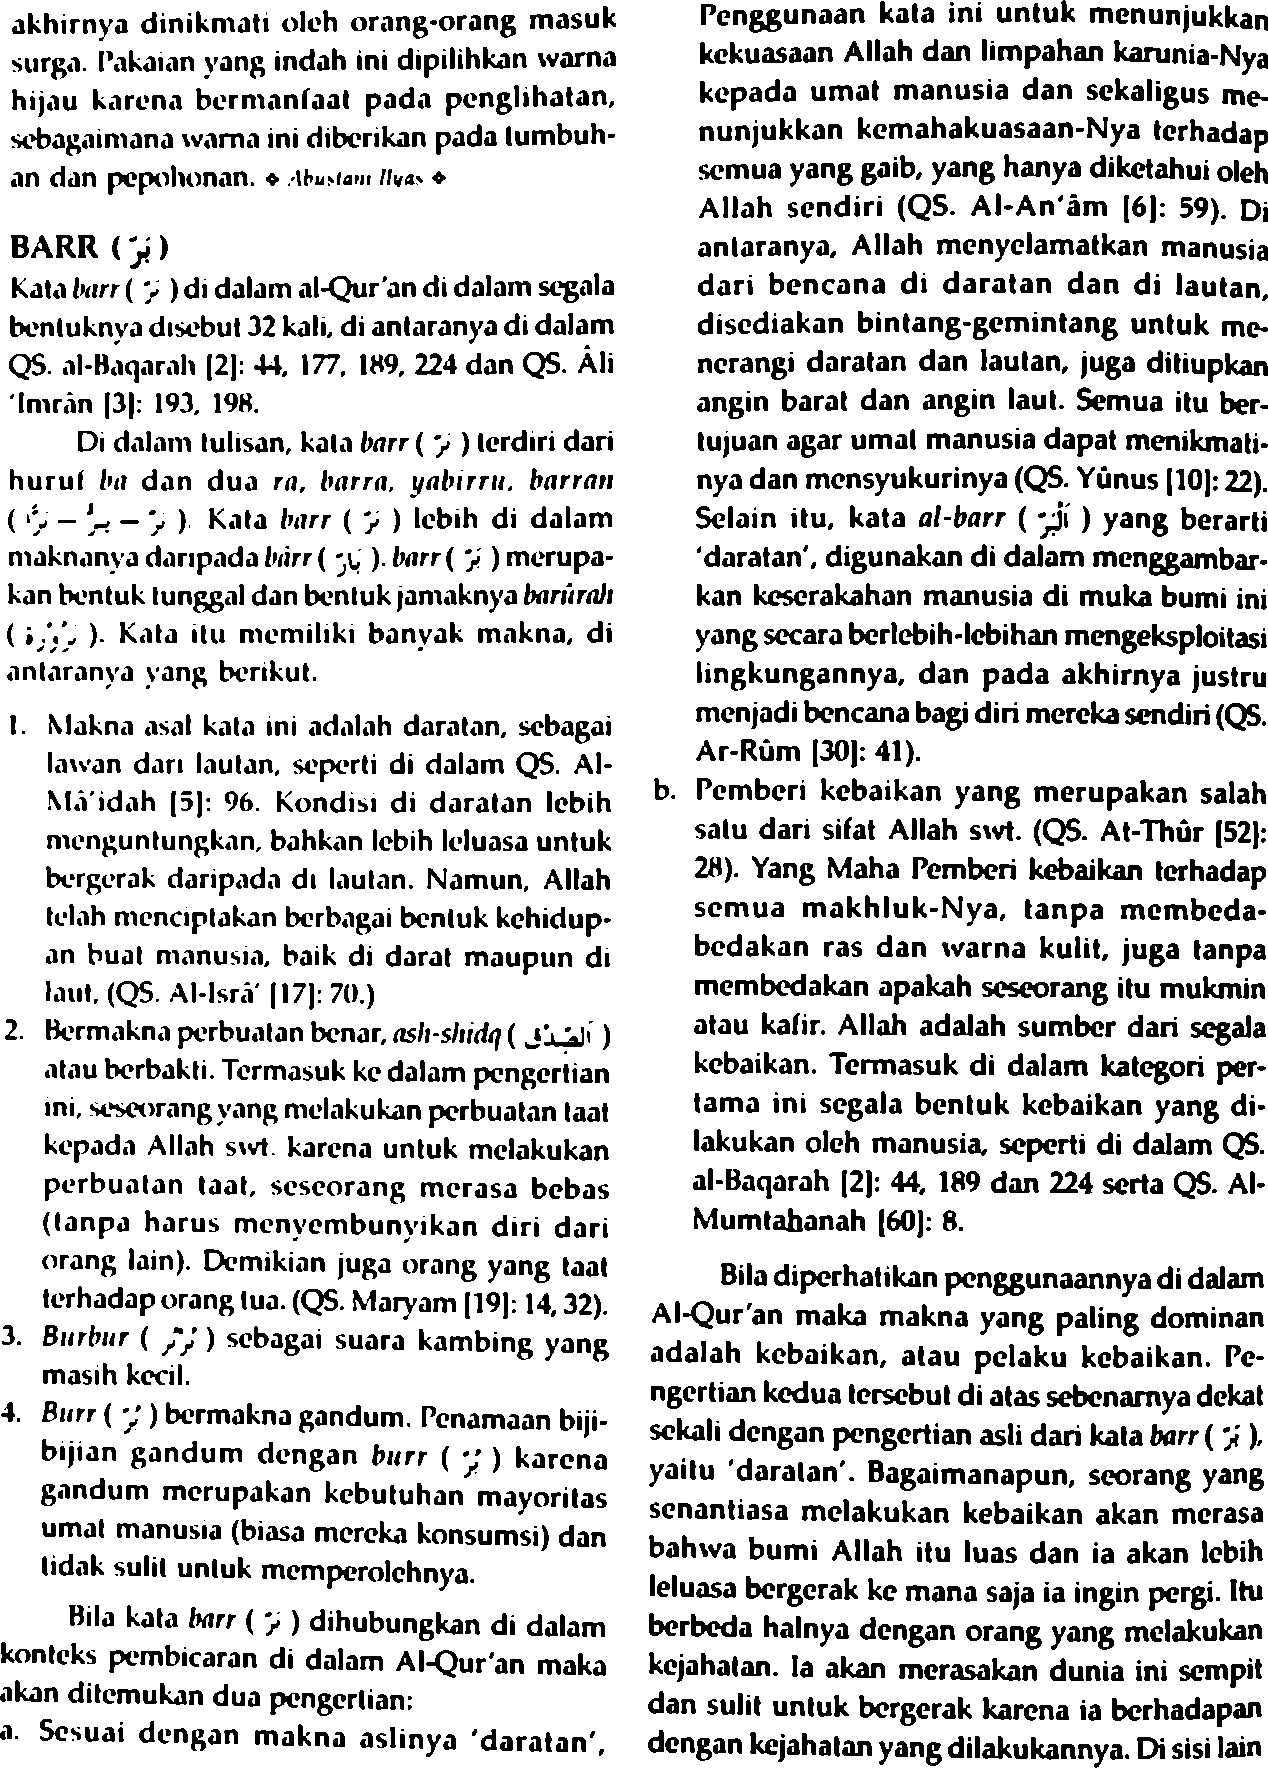 akhirnya dinikmati oleh orang-orang masuk
surga. Pakaian yang indah ini dipilihkan warna
hijau karena bermanfaat pada penglihatan,
sebagaimana warna ini diberikan pada tumbuh-
an dan pepohonan. ❖ Abustani Ilyas ❖
BARR (بَرّ)
Kata barr ( بَرّ ) di dalam al-Qur'an di dalam segala
bentuknya disebut 32 kali, di antaranya di dalam
QS. al-Baqarah [2]: 44, 177, 189, 224 dan QS. Âli
'Imrân [3]: 193, 198.
Di dalam tulisan, kata barr ( بَرّ ) terdiri dari
huruf ba dan dua ra, barra, yabirru, barran
( بَرَّ – يَبِرُّ – بَرًّا ). Kata barr ( بَرّ ) lebih di dalam
maknanya daripada bârr ( بَارّ ). barr ( بَرّ ) merupa-
kan bentuk tunggal dan bentuk jamaknya barûrah
( بَرُوْرَة ). Kata itu memiliki banyak makna, di
antaranya yang berikut.
1. Makna asal kata ini adalah daratan, sebagai
lawan dari lautan, seperti di dalam QS. Al-
Mâ'idah [5]: 96. Kondisi di daratan lebih
menguntungkan, bahkan lebih leluasa untuk
bergerak daripada di lautan. Namun, Allah
telah menciptakan berbagai bentuk kehidup-
an buat manusia, baik di darat maupun di
laut, (QS. Al-Isrâ' [17]: 70.)
2. Bermakna perbuatan benar, ash-shidq ( اَلصِّدْق )
atau berbakti. Termasuk ke dalam pengertian
ini, seseorang yang melakukan perbuatan taat
kepada Allah swt. karena untuk melakukan
perbuatan taat, seseorang merasa bebas
(tanpa harus menyembunyikan diri dari
orang lain). Demikian juga orang yang taat
terhadap orang tua. (QS. Maryam [19]: 14, 32).
3. Burbur ( بُرْبُر ) sebagai suara kambing yang
masih kecil.
4. Burr ( بُرّ ) bermakna gandum. Penamaan biji-
bijian gandum dengan burr ( بُرّ ) karena
gandum merupakan kebutuhan mayoritas
umat manusia (biasa mereka konsumsi) dan
tidak sulit untuk memperolehnya.
Bila kata barr ( بَرّ ) dihubungkan di dalam
konteks pembicaran di dalam Al-Qur'an maka
akan ditemukan dua pengertian:
a. Sesuai dengan makna aslinya 'daratan',
Penggunaan kata ini untuk menunjukkan
kekuasaan Allah dan limpahan karunia-Nya
kepada umat manusia dan sekaligus me-
nunjukkan kemahakuasaan-Nya terhadap
semua yang gaib, yang hanya diketahui oleh
Allah sendiri (QS. Al-An'âm [6]: 59). Di
antaranya, Allah menyelamatkan manusia
dari bencana di daratan dan di lautan,
disediakan bintang-gemintang untuk me-
nerangi daratan dan lautan, juga ditiupkan
angin barat dan angin laut. Semua itu ber-
tujuan agar umat manusia dapat menikmati-
nya dan mensyukurinya (QS. Yûnus [10]: 22).
Selain itu, kata al-barr ( اَلْبَرّ ) yang berarti
'daratan', digunakan di dalam menggambar-
kan keserakahan manusia di muka bumi ini
yang secara berlebih-lebihan mengeksploitasi
lingkungannya, dan pada akhirnya justru
menjadi bencana bagi diri mereka sendiri (QS.
Ar-Rûm [30]: 41).
b. Pemberi kebaikan yang merupakan salah
satu dari sifat Allah swt. (QS. At-Thûr [52]:
28). Yang Maha Pemberi kebaikan terhadap
semua makhluk-Nya, tanpa membeda-
bedakan ras dan warna kulit, juga tanpa
membedakan apakah seseorang itu mukmin
atau kafir. Allah adalah sumber dari segala
kebaikan. Termasuk di dalam kategori per-
tama ini segala bentuk kebaikan yang di-
lakukan oleh manusia, seperti di dalam QS.
al-Baqarah [2]: 44, 189 dan 224 serta QS. Al-
Mumtahanah [60]: 8.
Bila diperhatikan penggunaannya di dalam
Al-Qur'an maka makna yang paling dominan
adalah kebaikan, atau pelaku kebaikan. Pe-
ngertian kedua tersebut di atas sebenarnya dekat
sekali dengan pengertian asli dari kata barr ( بَرّ ),
yaitu 'daratan'. Bagaimanapun, seorang yang
senantiasa melakukan kebaikan akan merasa
bahwa bumi Allah itu luas dan ia akan lebih
leluasa bergerak ke mana saja ia ingin pergi. Itu
berbeda halnya dengan orang yang melakukan
kejahatan. Ia akan merasakan dunia ini sempit
dan sulit untuk bergerak karena ia berhadapan
dengan kejahatan yang dilakukannya. Di sisi lain